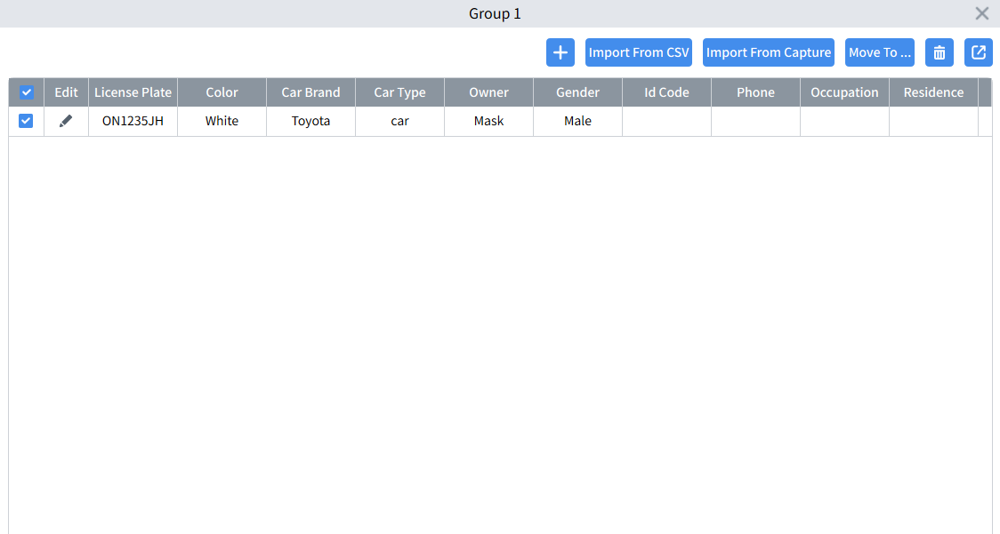 Group 1
Import From CSV Import From Capture Move To ...
Edit License Plate Color Car Brand Car Type Owner Gender Id Code Phone Occupation Residence
ON1235JH White Toyota car Mask Male